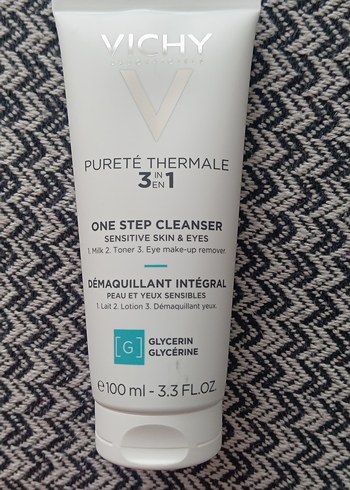 VICHY
LABORATOIRES
PURETÉ THERMALE
3 IN EN 1
ONE STEP CLEANSER
SENSITIVE SKIN & EYES
1. Milk 2. Toner 3. Eye make-up remover.
DÉMAQUILLANT INTÉGRAL
PEAU ET YEUX SENSIBLES
1. Lait 2. Lotion 3. Démaquillant yeux.
[G] GLYCERIN
GLYCÉRINE
e 100 ml - 3.3 FL.OZ.